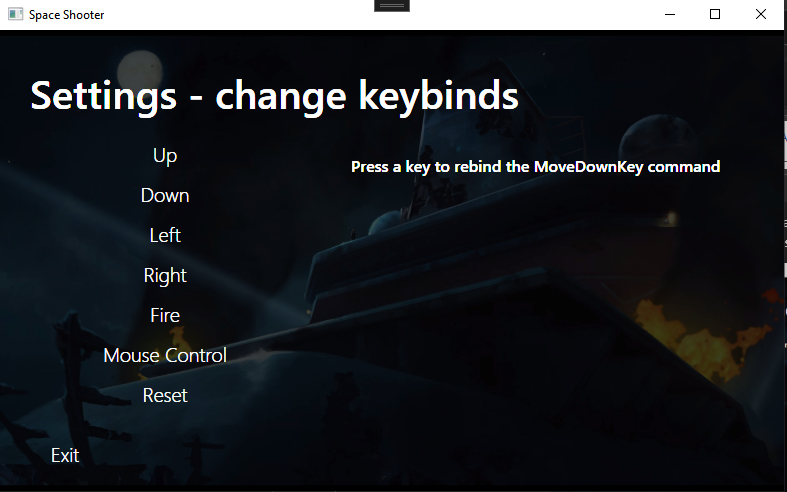 Space Shooter
Settings - change keybinds
Up
Press a key to rebind the MoveDownKey command
Down
Left
Right
Fire
Mouse Control
Reset
Exit